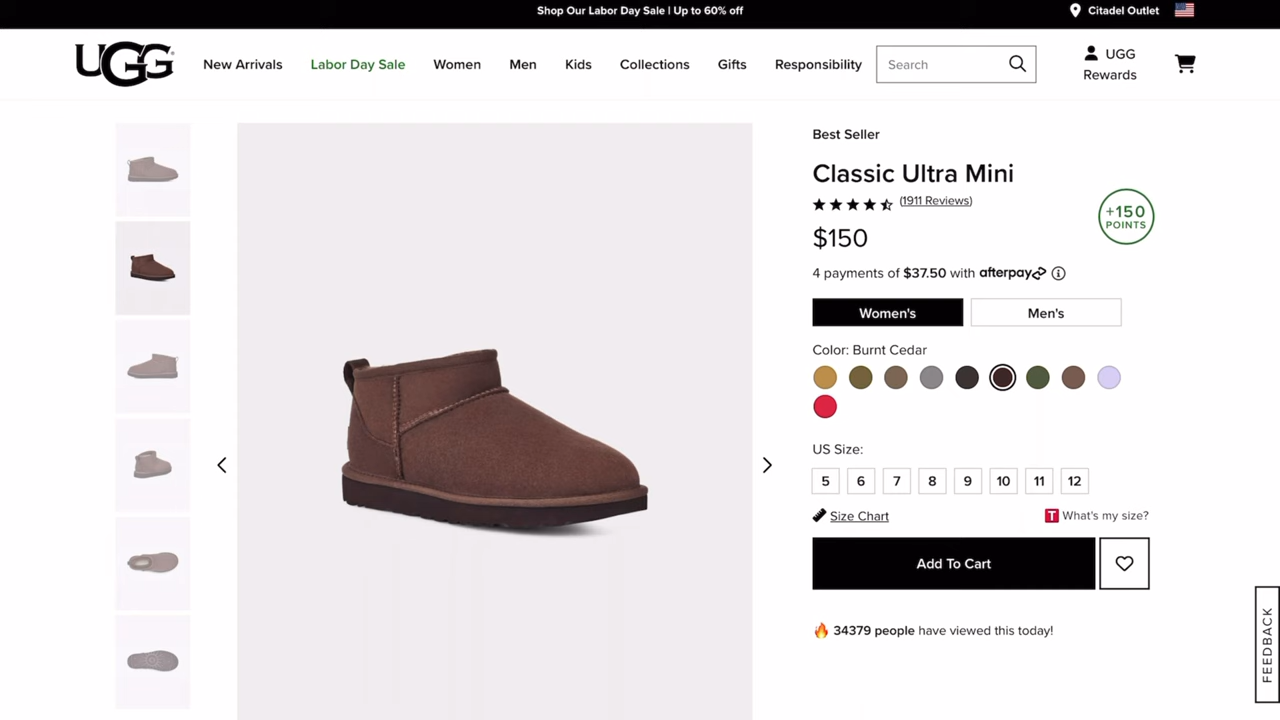 Shop Our Labor Day Sale | Up to 60% off
Citadel Outlet
UGG
New Arrivals
Labor Day Sale
Women
Men
Kids
Collections
Gifts
Responsibility
Search
UGG
Rewards
Best Seller
Classic Ultra Mini
(1911 Reviews)
+150
POINTS
$150
4 payments of $37.50 with afterpay
Women's
Men's
Color: Burnt Cedar
US Size:
5 6 7 8 9 10 11 12
Size Chart
T What's my size?
Add To Cart
34379 people have viewed this today!
FEEDBACK